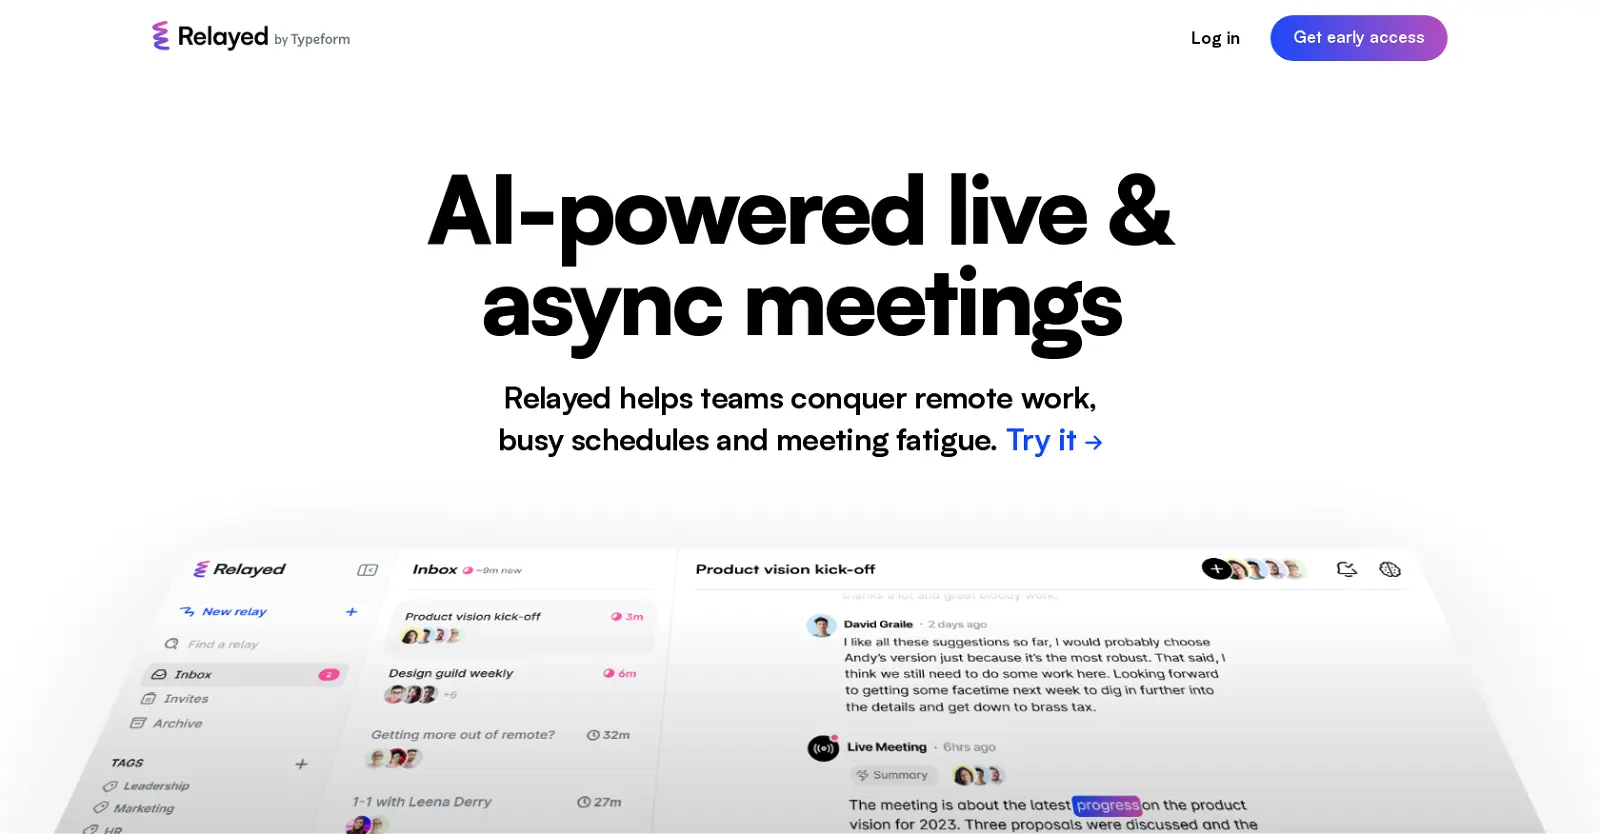 Relayed by Typeform
Log in
Get early access
AI-powered live &
async meetings
Relayed helps teams conquer remote work,
busy schedules and meeting fatigue. Try it →
Relayed
New relay +
Find a relay
Inbox 2
Invites
Archive
TAGS +
Leadership
Marketing
HR
Inbox ~9m new
Product vision kick-off 3m
Design guild weekly 6m
+6
Getting more out of remote? 32m
1-1 with Leena Derry 27m
Product vision kick-off
+
thanks a lot and great bloody work.
David Graile · 2 days ago
I like all these suggestions so far, I would probably choose
Andy's version just because it's the most robust. That said, I
think we still need to do some work here. Looking forward
to getting some facetime next week to dig in further into
the details and get down to brass tax.
Live Meeting · 6hrs ago
Summary
The meeting is about the latest progress on the product
vision for 2023. Three proposals were discussed and the